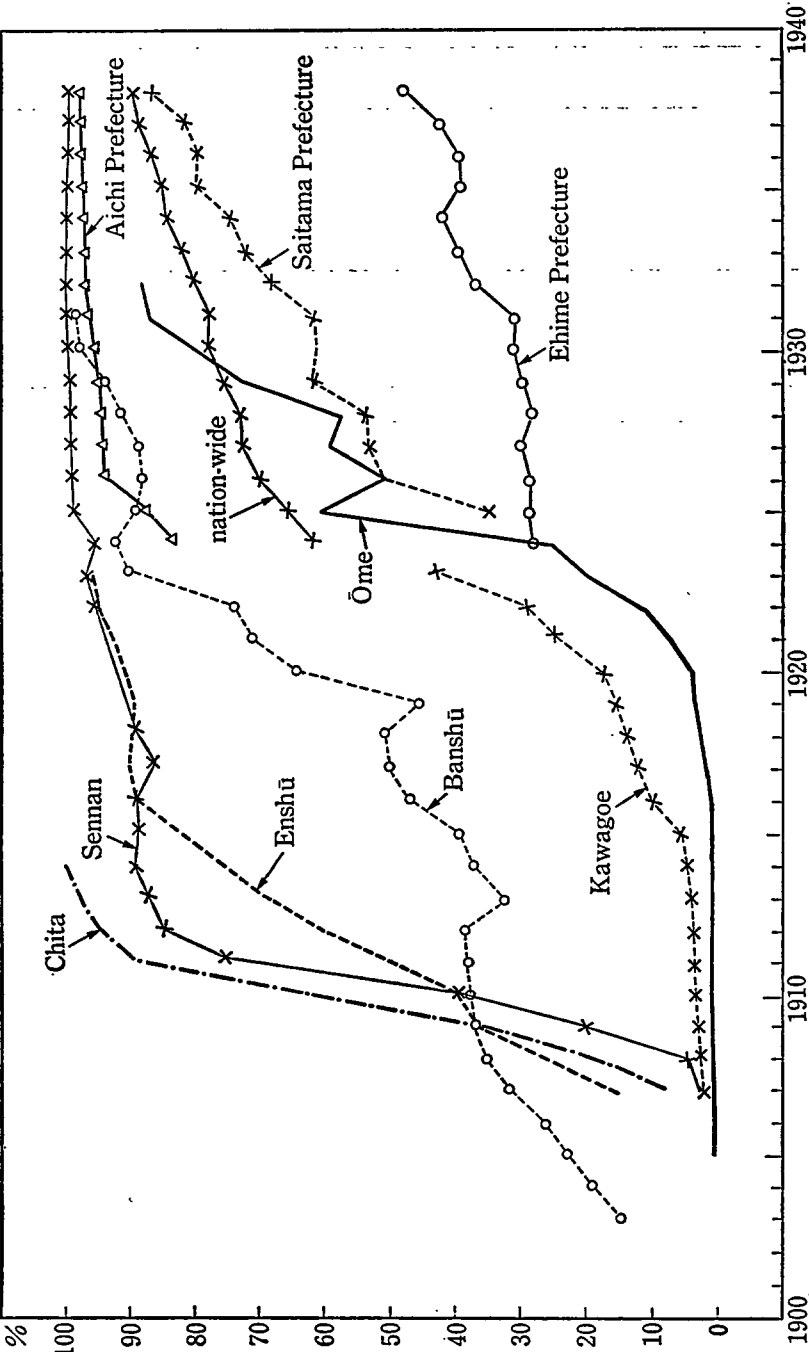 %
100
90
80
70
60
50
40
30
20
10
0
1900
1910
1920
1930
1940
Chita
Sennan
Enshū
Banshū
Kawagoe
Ōme
nation-wide
Aichi Prefecture
Saitama Prefecture
Ehime Prefecture